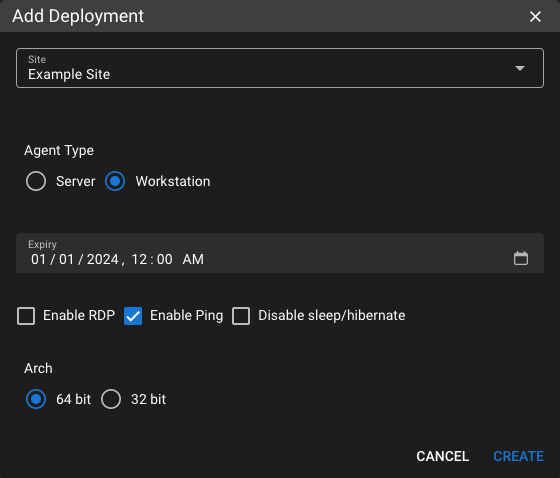 Add Deployment
Site
Example Site
Agent Type
Server Workstation
Expiry
01 / 01 / 2024 , 12 : 00 AM
Enable RDP Enable Ping Disable sleep/hibernate
Arch
64 bit 32 bit
CANCEL CREATE